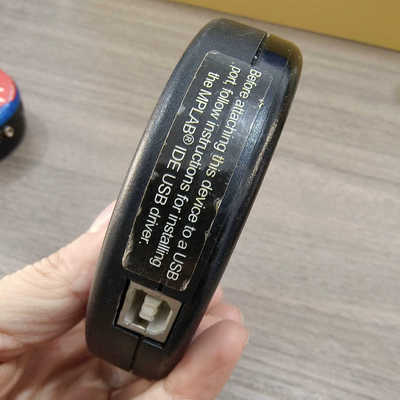 Before attaching this device to a USB
port, follow instructions for installing
the MPLAB® IDE USB driver.